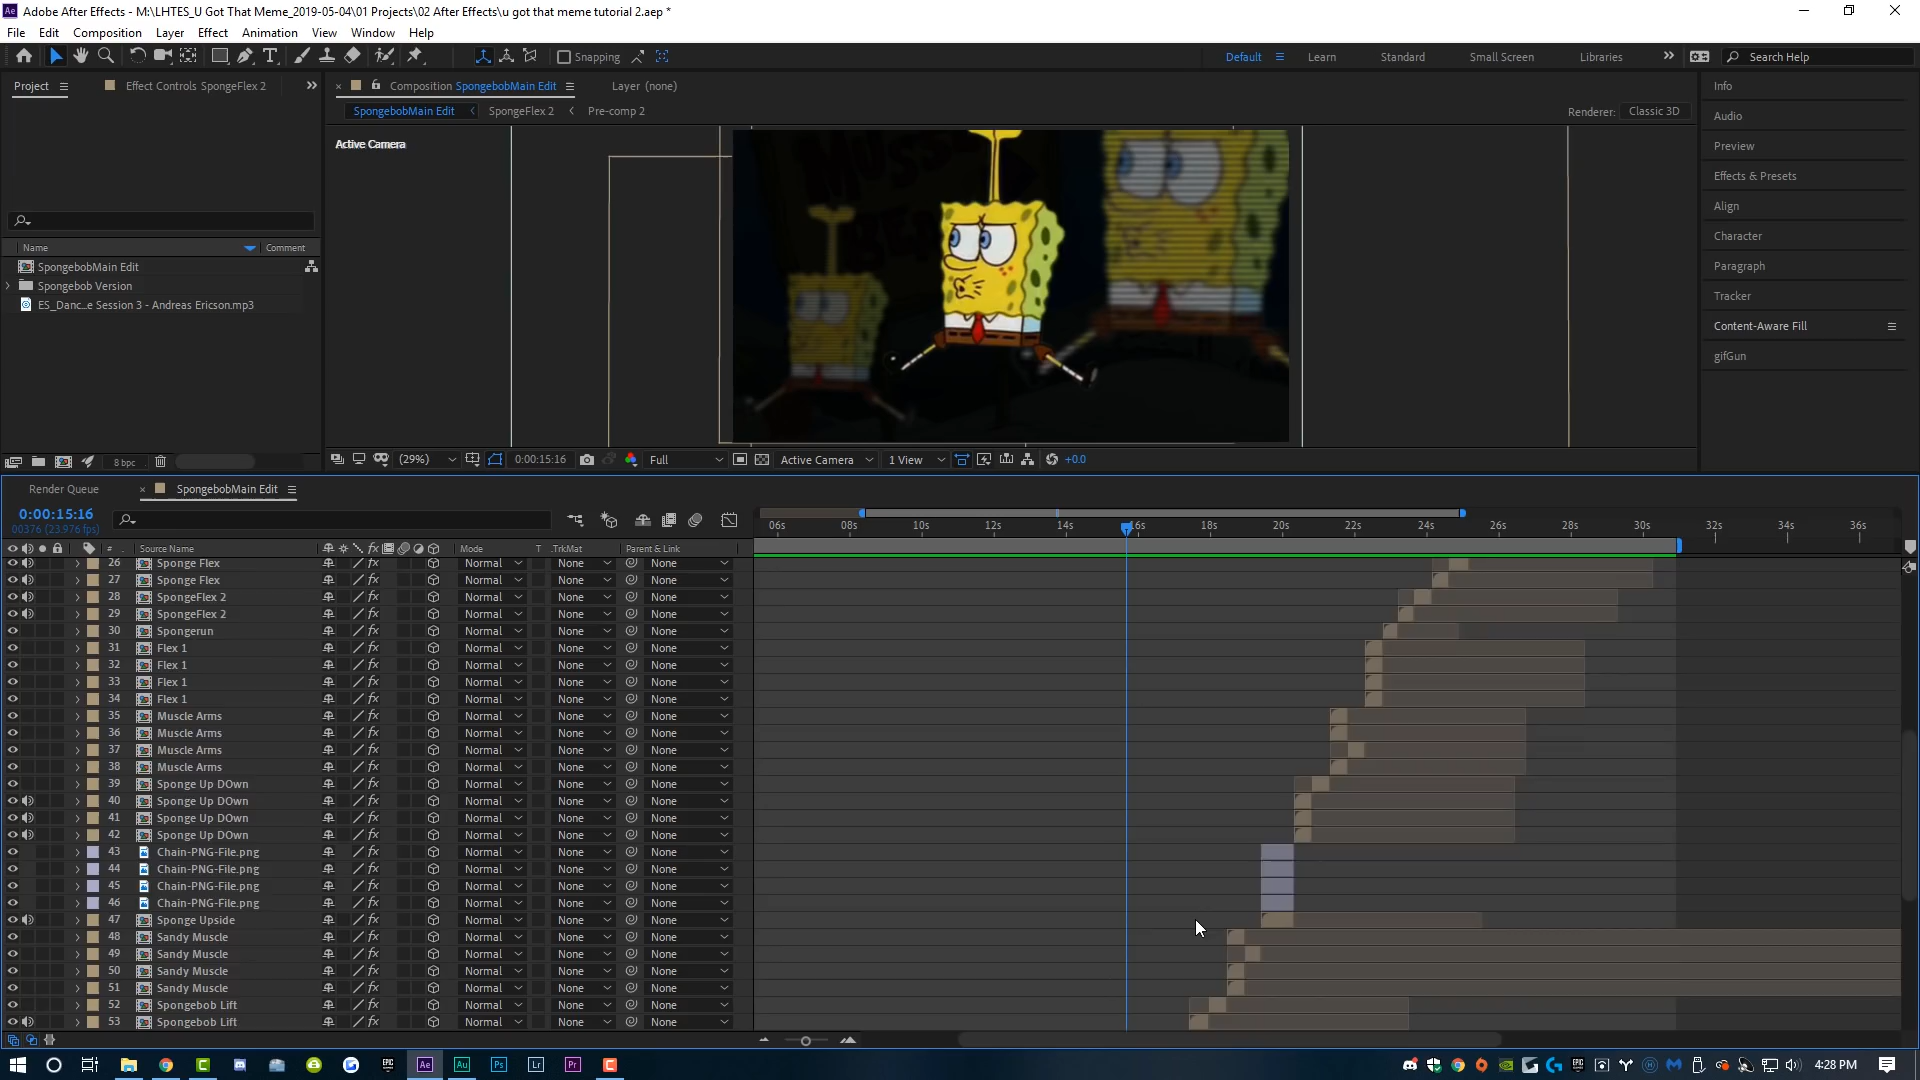 Adobe After Effects - M:\LHTES_U Got That Meme_2019-05-04\01 Projects\02 After Effects\u got that meme tutorial 2.aep *
File Edit Composition Layer Effect Animation View Window Help
Snapping Default Learn Standard Small Screen Libraries Search Help
Project Effect Controls SpongeFlex 2 Composition SpongebobMain Edit Layer (none)
SpongebobMain Edit SpongeFlex 2 Pre-comp 2 Renderer: Classic 3D
Active Camera
Name Comment
SpongebobMain Edit
Spongebob Version
ES_Danc...e Session 3 - Andreas Ericson.mp3
Info
Audio
Preview
Effects & Presets
Align
Character
Paragraph
Tracker
Content-Aware Fill
gifGun
8 bpc (29%) 0:00:15:16 Full Active Camera 1 View +0.0
Render Queue SpongebobMain Edit
0:00:15:16
00376 (23.976 fps)
06s 08s 10s 12s 14s 16s 18s 20s 22s 24s 26s 28s 30s 32s 34s 36s
# Source Name Mode T .TrkMat Parent & Link
26 Sponge Flex Normal None None
27 Sponge Flex Normal None None
28 SpongeFlex 2 Normal None None
29 SpongeFlex 2 Normal None None
30 Spongerun Normal None None
31 Flex 1 Normal None None
32 Flex 1 Normal None None
33 Flex 1 Normal None None
34 Flex 1 Normal None None
35 Muscle Arms Normal None None
36 Muscle Arms Normal None None
37 Muscle Arms Normal None None
38 Muscle Arms Normal None None
39 Sponge Up DOwn Normal None None
40 Sponge Up DOwn Normal None None
41 Sponge Up DOwn Normal None None
42 Sponge Up DOwn Normal None None
43 Chain-PNG-File.png Normal None None
44 Chain-PNG-File.png Normal None None
45 Chain-PNG-File.png Normal None None
46 Chain-PNG-File.png Normal None None
47 Sponge Upside Normal None None
48 Sandy Muscle Normal None None
49 Sandy Muscle Normal None None
50 Sandy Muscle Normal None None
51 Sandy Muscle Normal None None
52 Spongebob Lift Normal None None
53 Spongebob Lift Normal None None
Ae Au Ps Lr Pr 4:28 PM